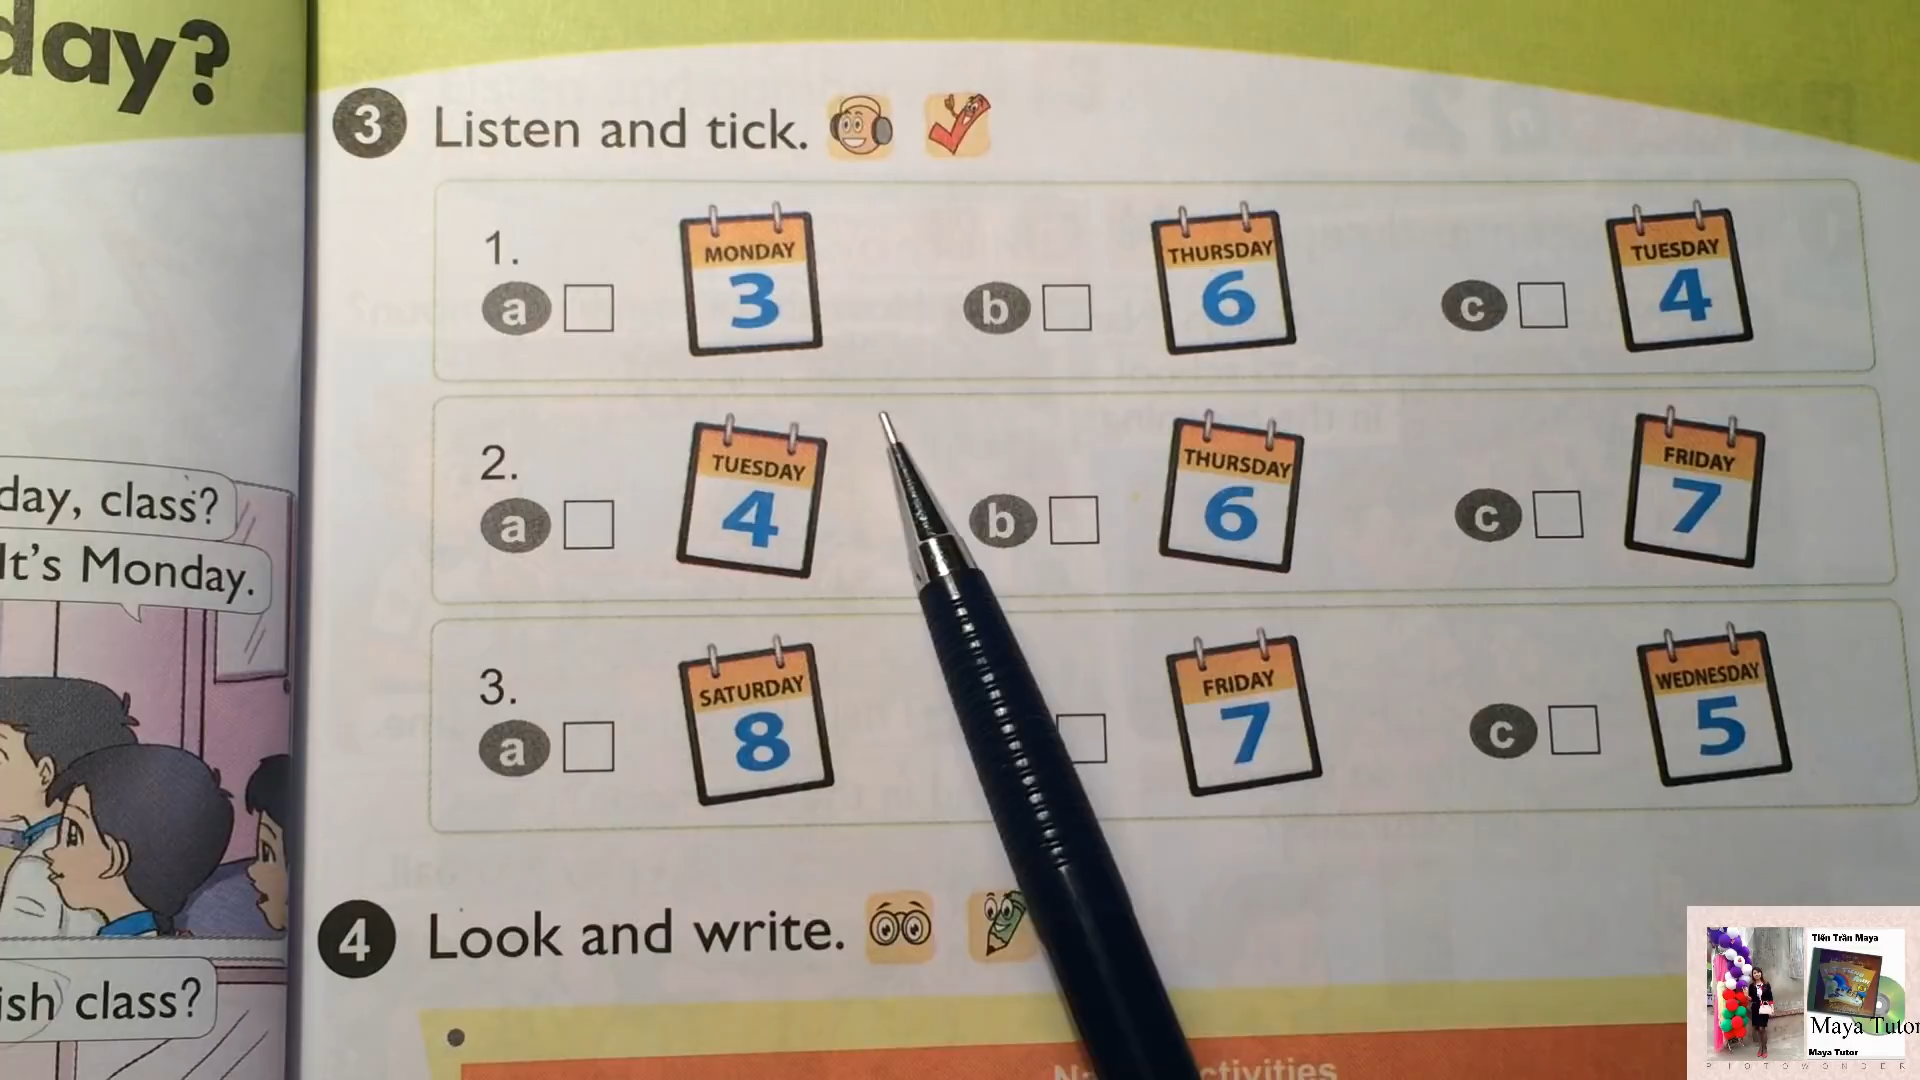 day?
3 Listen and tick.
1.
a MONDAY 3
b THURSDAY 6
c TUESDAY 4
2.
a TUESDAY 4
b THURSDAY 6
c FRIDAY 7
3.
a SATURDAY 8
FRIDAY 7
c WEDNESDAY 5
4 Look and write.
day, class?
It's Monday.
ish class?
Tiến Trần Maya
Maya Tutor
Maya Tutor
PHOTOWONDER